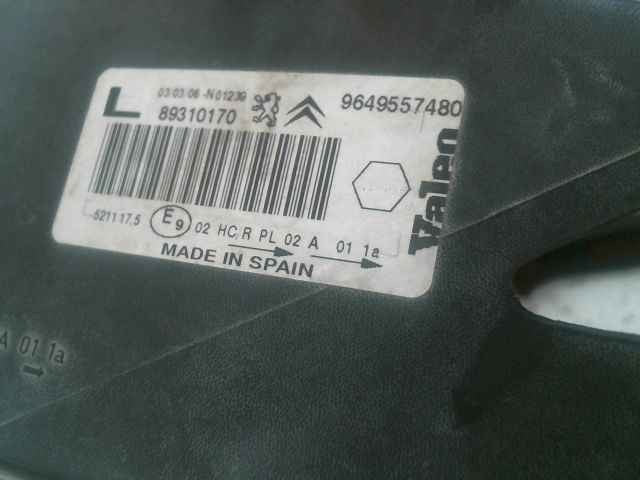 L 03 03 06 -N 01239
89310170
9649557480
Valeo
5211 17.5 E9 02 HC/R PL 02 A 01 1a
MADE IN SPAIN
A 01 1a